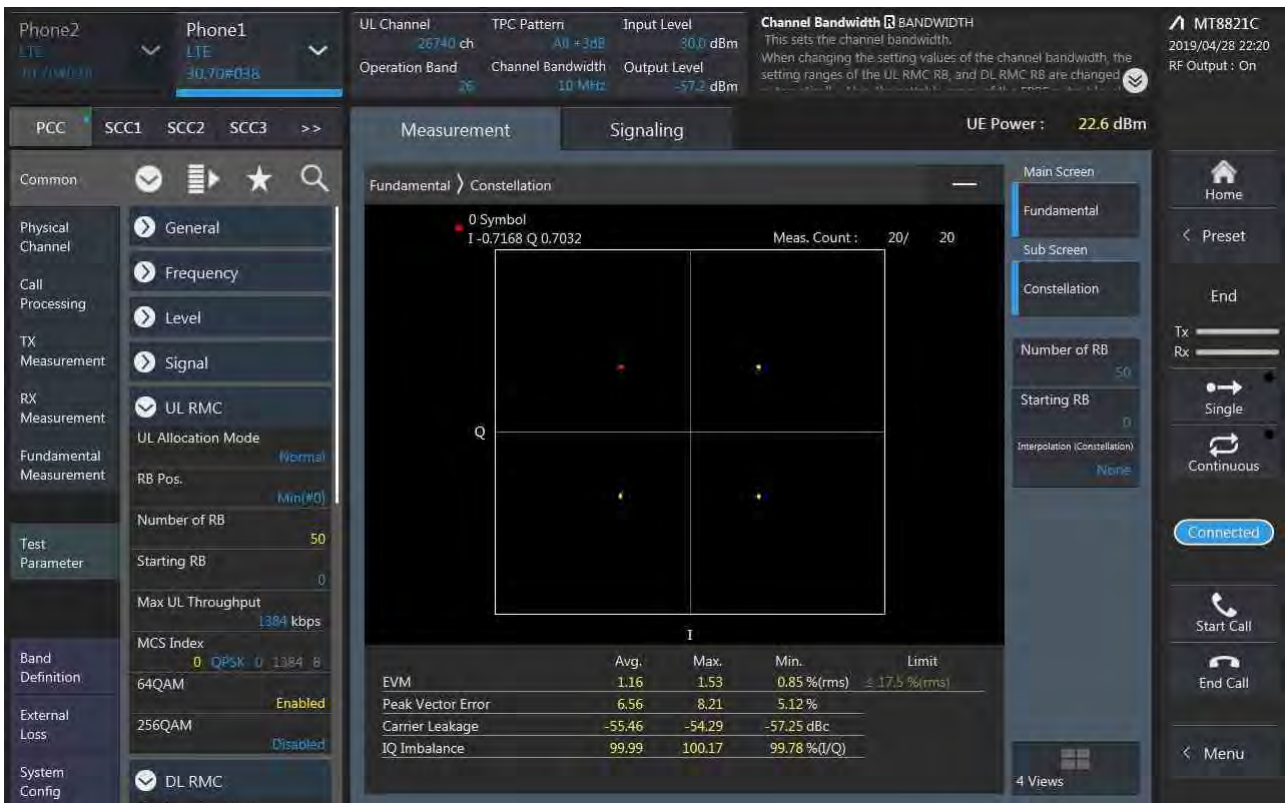 Phone2
LTE
Phone1
LTE
30.70#038
UL Channel
26740 ch
TPC Pattern
All +3dB
Input Level
30.0 dBm
Operation Band
26
Channel Bandwidth
10 MHz
Output Level
-57.2 dBm
Channel Bandwidth R BANDWIDTH
This sets the channel bandwidth.
When changing the setting values of the channel bandwidth, the
setting ranges of the UL RMC RB, and DL RMC RB are changed
MT8821C
2019/04/28 22:20
RF Output : On
PCC SCC1 SCC2 SCC3 >>
Measurement
Signaling
UE Power : 22.6 dBm
Common
Physical
Channel
Call
Processing
TX
Measurement
RX
Measurement
Fundamental
Measurement
Test
Parameter
Band
Definition
External
Loss
System
Config
General
Frequency
Level
Signal
UL RMC
UL Allocation Mode
Normal
RB Pos.
Min(#0)
Number of RB
50
Starting RB
0
Max UL Throughput
1384 kbps
MCS Index
0 QPSK 0 1384 8
64QAM
Enabled
256QAM
Disabled
DL RMC
Fundamental > Constellation
0 Symbol
I -0.7168 Q 0.7032
Meas. Count : 20/ 20
Q
I
Avg. Max. Min. Limit
EVM 1.16 1.53 0.85 %(rms) ≤ 17.5 %(rms)
Peak Vector Error 6.56 8.21 5.12 %
Carrier Leakage -55.46 -54.29 -57.25 dBc
IQ Imbalance 99.99 100.17 99.78 %(I/Q)
Main Screen
Fundamental
Sub Screen
Constellation
Number of RB
50
Starting RB
0
Interpolation (Constellation)
None
4 Views
Home
< Preset
End
Tx
Rx
Single
Continuous
Connected
Start Call
End Call
< Menu